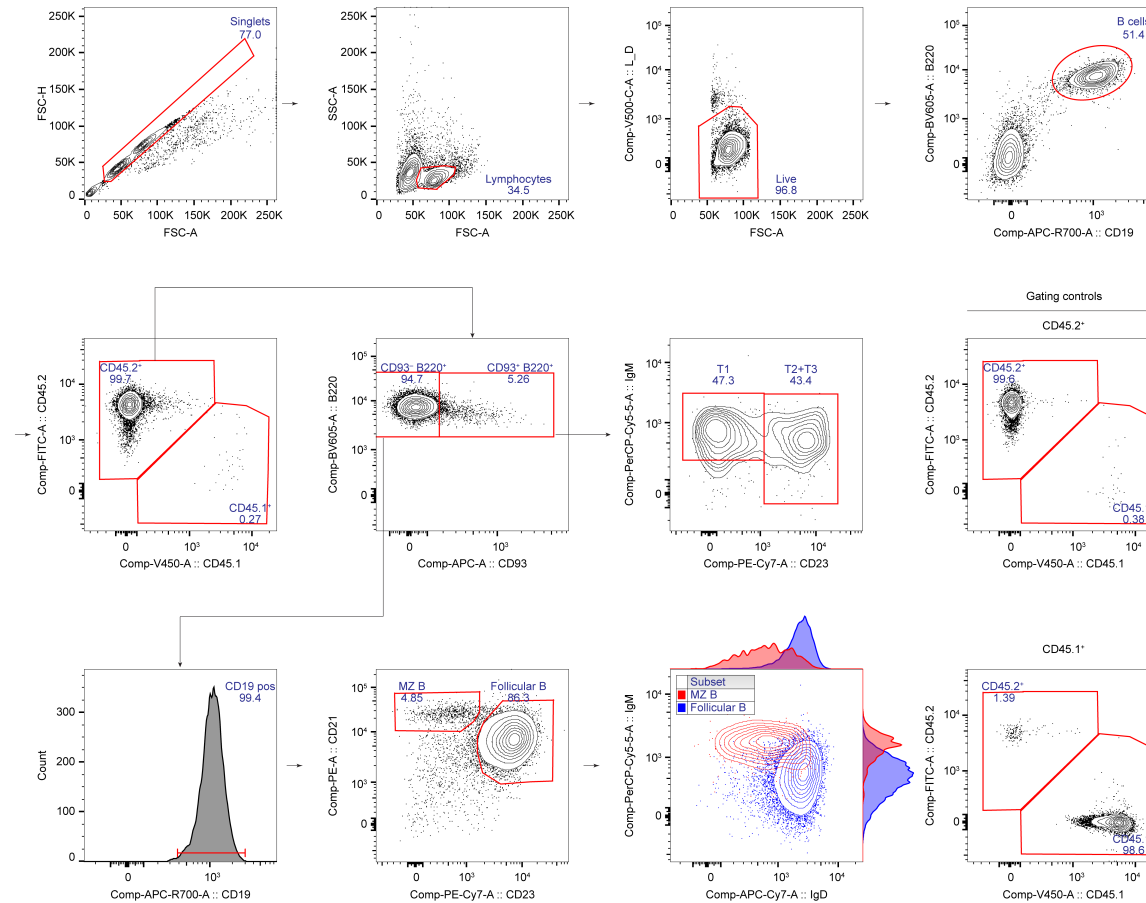 Singlets
77.0
250K
200K
150K
100K
50K
0
FSC-H
0
50K
100K
150K
200K
250K
FSC-A
250K
200K
150K
100K
50K
0
SSC-A
Lymphocytes
34.5
0
50K
100K
150K
200K
250K
FSC-A
10⁵
10⁴
10³
0
Comp-V500-C-A :: L_D
Live
96.8
0
50K
100K
150K
200K
250K
FSC-A
B cells
51.4
10⁵
10⁴
10³
0
Comp-BV605-A :: B220
0
10³
Comp-APC-R700-A :: CD19
CD45.2⁺
99.7
10⁴
10³
0
Comp-FITC-A :: CD45.2
CD45.1⁺
0.27
0
10³
10⁴
Comp-V450-A :: CD45.1
CD93⁻ B220⁺
94.7
CD93⁺ B220⁺
5.26
10⁵
10⁴
10³
0
Comp-BV605-A :: B220
0
10³
Comp-APC-A :: CD93
T1
47.3
T2+T3
43.4
10⁴
10³
0
Comp-PerCP-Cy5-5-A :: IgM
0
10³
10⁴
Comp-PE-Cy7-A :: CD23
Gating controls
CD45.2⁺
CD45.2⁺
99.6
10⁴
10³
0
Comp-FITC-A :: CD45.2
CD45.
0.38
0
10³
10⁴
Comp-V450-A :: CD45.1
CD19 pos
99.4
300
200
100
0
Count
0
10³
Comp-APC-R700-A :: CD19
MZ B
4.85
Follicular B
86.3
10⁵
10⁴
10³
0
Comp-PE-A :: CD21
0
10³
10⁴
Comp-PE-Cy7-A :: CD23
Subset
MZ B
Follicular B
10⁴
10³
0
Comp-PerCP-Cy5-5-A :: IgM
0
10³
10⁴
Comp-APC-Cy7-A :: IgD
CD45.1⁺
CD45.2⁺
1.39
10⁴
10³
0
Comp-FITC-A :: CD45.2
CD45.
98.6
0
10³
10⁴
Comp-V450-A :: CD45.1